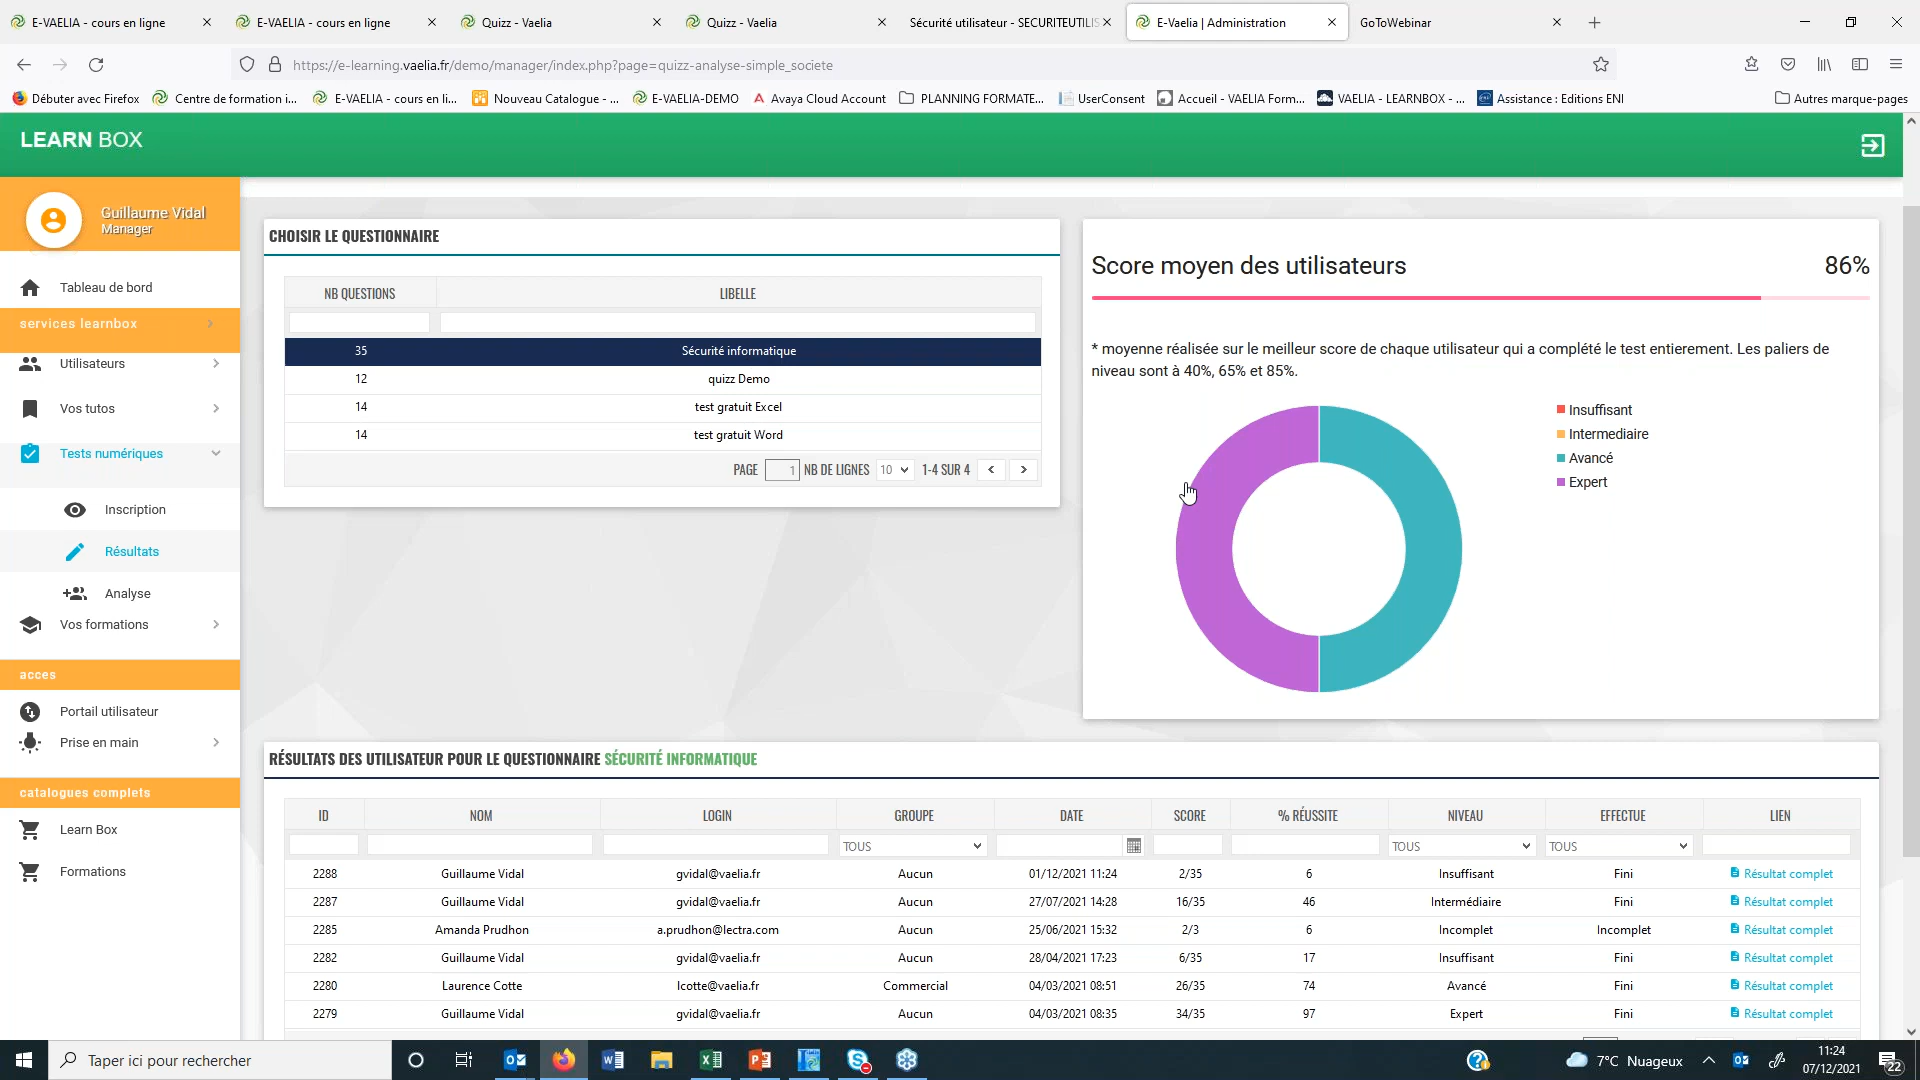 E-VAELIA - cours en ligne
E-VAELIA - cours en ligne
Quizz - Vaelia
Quizz - Vaelia
Sécurité utilisateur - SECURITEUTILIS
E-Vaelia | Administration
GoToWebinar
https://e-learning.vaelia.fr/demo/manager/index.php?page=quizz-analyse-simple_societe
Débuter avec Firefox
Centre de formation i...
E-VAELIA - cours en li...
Nouveau Catalogue - ...
E-VAELIA-DEMO
Avaya Cloud Account
PLANNING FORMATE...
UserConsent
Accueil - VAELIA Form...
VAELIA - LEARNBOX - ...
Assistance : Editions ENI
Autres marque-pages
LEARN BOX
Guillaume Vidal
Manager
Tableau de bord
services learnbox
Utilisateurs
Vos tutos
Tests numériques
Inscription
Résultats
Analyse
Vos formations
acces
Portail utilisateur
Prise en main
catalogues complets
Learn Box
Formations
CHOISIR LE QUESTIONNAIRE
NB QUESTIONS LIBELLE
35 Sécurité informatique
12 quizz Demo
14 test gratuit Excel
14 test gratuit Word
PAGE 1 NB DE LIGNES 10 1-4 SUR 4 < >
Score moyen des utilisateurs 86%
* moyenne réalisée sur le meilleur score de chaque utilisateur qui a complété le test entierement. Les paliers de
niveau sont à 40%, 65% et 85%.
Insuffisant
Intermediaire
Avancé
Expert
RÉSULTATS DES UTILISATEUR POUR LE QUESTIONNAIRE SÉCURITÉ INFORMATIQUE
ID NOM LOGIN GROUPE DATE SCORE % RÉUSSITE NIVEAU EFFECTUE LIEN
TOUS TOUS TOUS
2288 Guillaume Vidal gvidal@vaelia.fr Aucun 01/12/2021 11:24 2/35 6 Insuffisant Fini Résultat complet
2287 Guillaume Vidal gvidal@vaelia.fr Aucun 27/07/2021 14:28 16/35 46 Intermédiaire Fini Résultat complet
2285 Amanda Prudhon a.prudhon@lectra.com Aucun 25/06/2021 15:32 2/3 6 Incomplet Incomplet Résultat complet
2282 Guillaume Vidal gvidal@vaelia.fr Aucun 28/04/2021 17:23 6/35 17 Insuffisant Fini Résultat complet
2280 Laurence Cotte lcotte@vaelia.fr Commercial 04/03/2021 08:51 26/35 74 Avancé Fini Résultat complet
2279 Guillaume Vidal gvidal@vaelia.fr Aucun 04/03/2021 08:35 34/35 97 Expert Fini Résultat complet
Taper ici pour rechercher
7°C Nuageux
11:24
07/12/2021
22